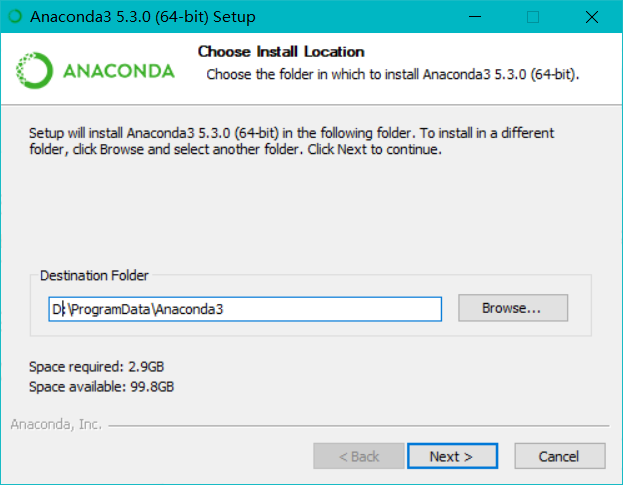 Anaconda3 5.3.0 (64-bit) Setup
ANACONDA
Choose Install Location
Choose the folder in which to install Anaconda3 5.3.0 (64-bit).
Setup will install Anaconda3 5.3.0 (64-bit) in the following folder. To install in a different
folder, click Browse and select another folder. Click Next to continue.
Destination Folder
D:\ProgramData\Anaconda3
Browse...
Space required: 2.9GB
Space available: 99.8GB
Anaconda, Inc.
< Back
Next >
Cancel